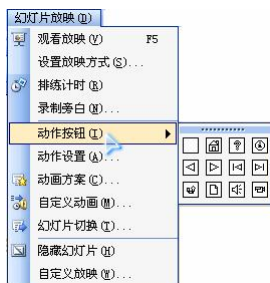 幻灯片放映(D)
观看放映(V) F5
设置放映方式(S)...
排练计时(R)
录制旁白(N)...
动作按钮(I)
动作设置(A)...
动画方案(C)...
自定义动画(M)...
幻灯片切换(T)...
隐藏幻灯片(H)
自定义放映(W)...